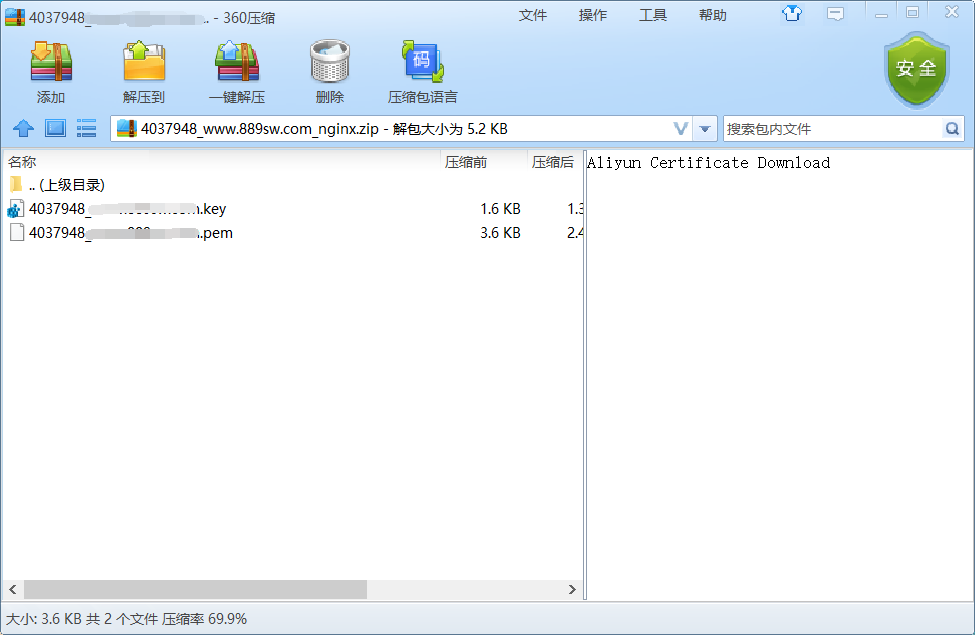 4037948_ .. - 360压缩
文件 操作 工具 帮助
添加 解压到 一键解压 删除 压缩包语言
码
安全
4037948_www.889sw.com_nginx.zip - 解包大小为 5.2 KB
搜索包内文件
名称 压缩前 压缩后
Aliyun Certificate Download
.. (上级目录)
4037948_ .key 1.6 KB 1.3
4037948_ .pem 3.6 KB 2.4
大小: 3.6 KB 共 2 个文件 压缩率 69.9%